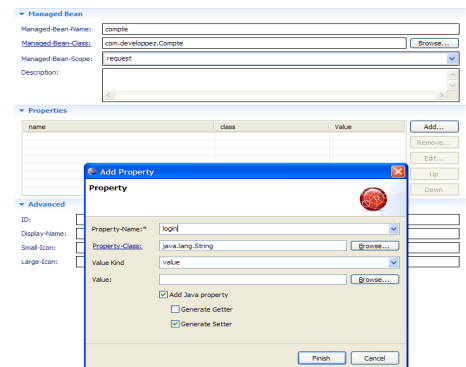 Managed Bean
Managed-Bean-Name: compte
Managed-Bean-Class: com.developpez.Compte Browse...
Managed-Bean-Scope: request
Description:
Properties
name class Value Add...
Remove...
Edit...
Up
Down
Advanced
ID:
Display-Name:
Small-Icon:
Large-Icon:
Add Property
Property
Property-Name:* login
Property-Class: java.lang.String Browse...
Value Kind value
Value: Browse...
Add Java property
Generate Getter
Generate Setter
Finish Cancel